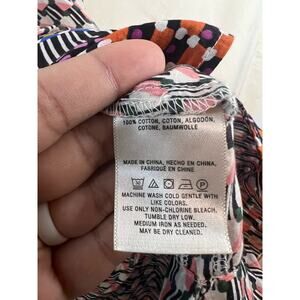 100% COTTON, COTON, ALGODÓN,
COTONE, BAUMWOLLE
MADE IN CHINA, HECHO EN CHINA,
FABRIQUÉ EN CHINE
MACHINE WASH COLD GENTLE WITH
LIKE COLORS.
USE ONLY NON-CHLORINE BLEACH.
TUMBLE DRY LOW.
MEDIUM IRON AS NEEDED.
MAY BE DRY CLEANED.